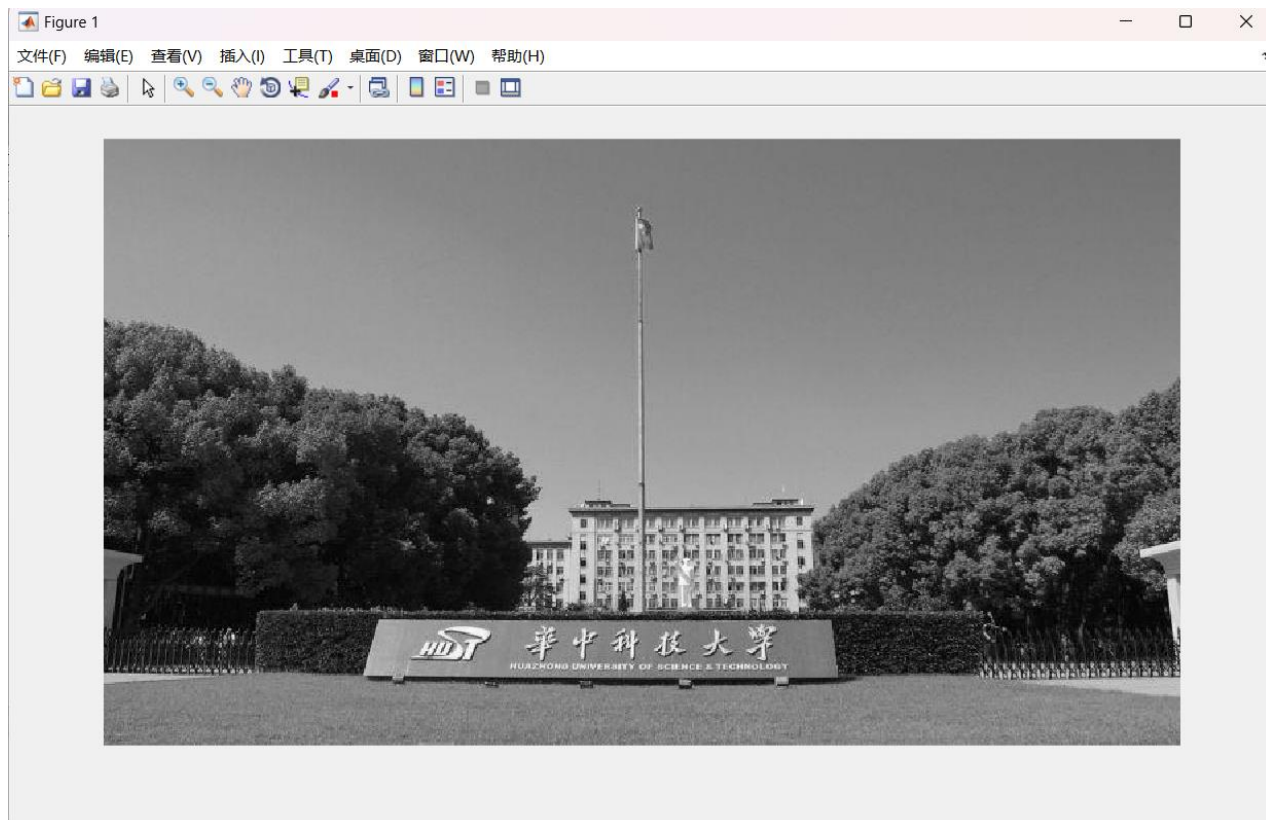 Figure 1
文件(F) 编辑(E) 查看(V) 插入(I) 工具(T) 桌面(D) 窗口(W) 帮助(H)
HUST 華中科技大学
HUAZHONG UNIVERSITY OF SCIENCE & TECHNOLOGY